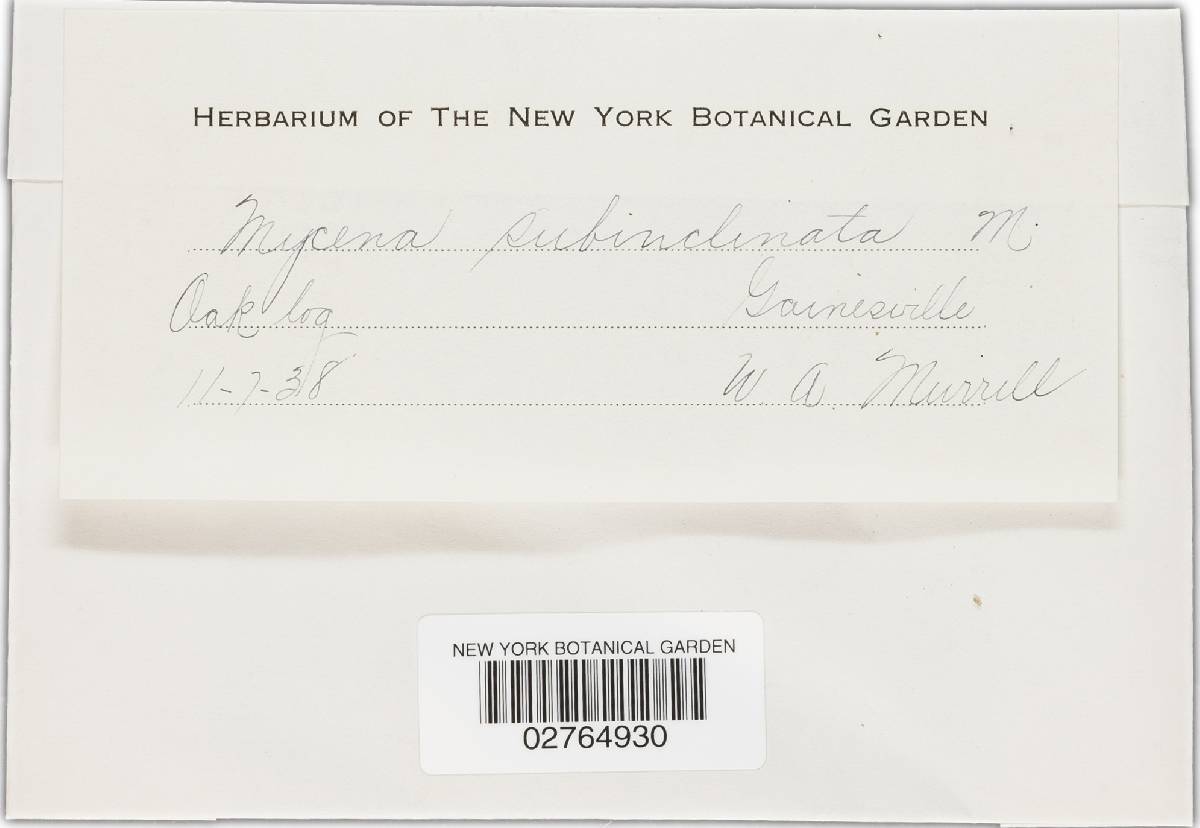 HERBARIUM OF THE NEW YORK BOTANICAL GARDEN
Mycena subinclinata M.
Oak log Gainesville
11-7-38 W. A. Murrill
NEW YORK BOTANICAL GARDEN
02764930